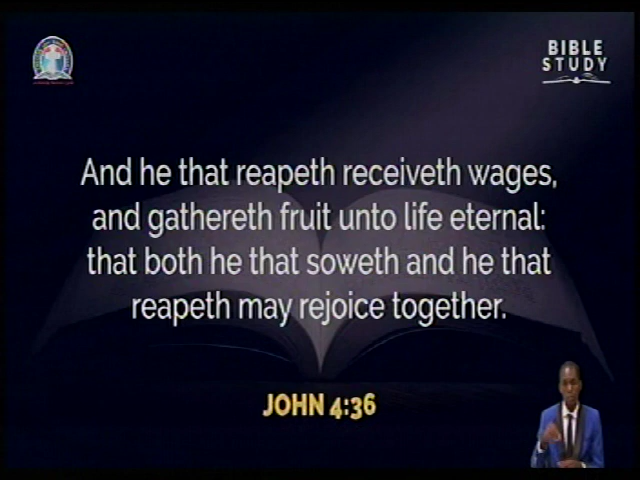 BIBLE
STUDY
And he that reapeth receiveth wages,
and gathereth fruit unto life eternal:
that both he that soweth and he that
reapeth may rejoice together.
JOHN 4:36